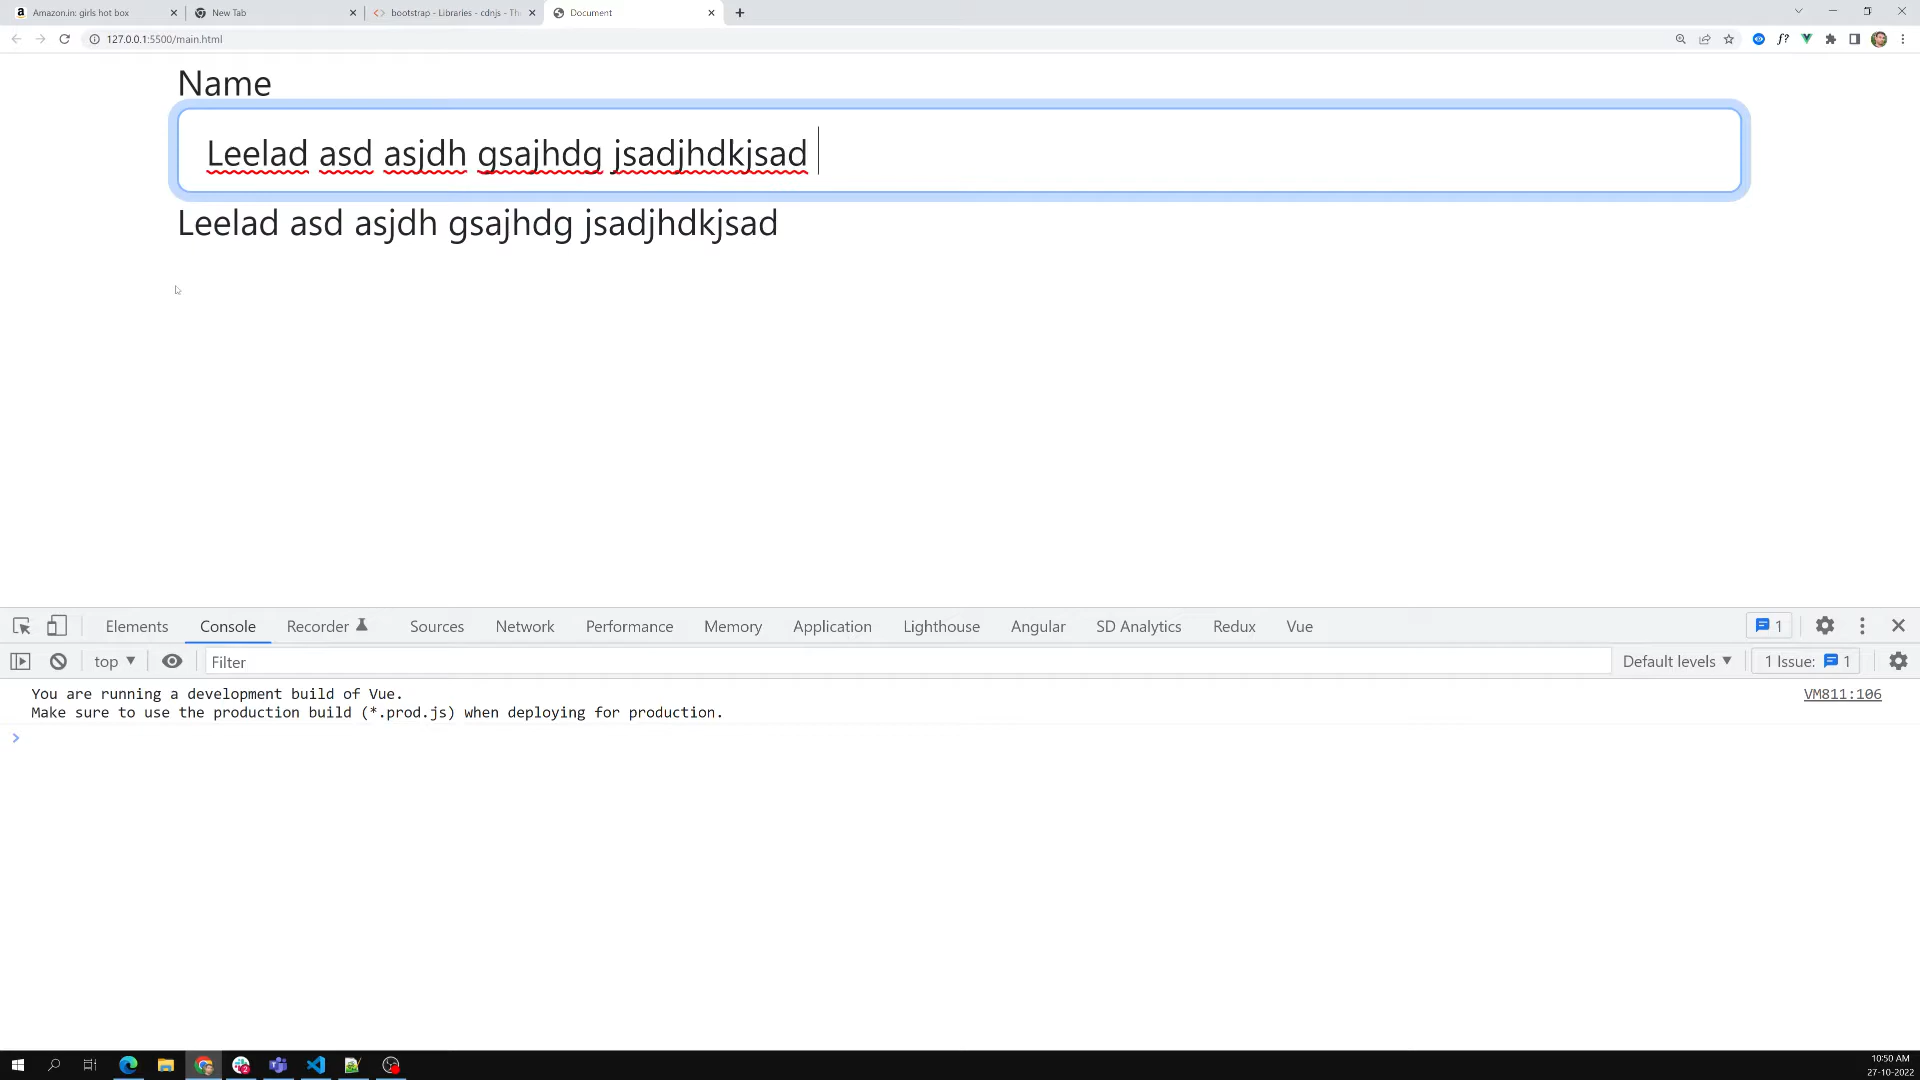 Amazon.in: girls hot box
New Tab
bootstrap - Libraries - cdnjs - Th
Document
127.0.0.1:5500/main.html
Name
Leelad asd asjdh gsajhdg jsadjhdkjsad
Leelad asd asjdh gsajhdg jsadjhdkjsad
Elements Console Recorder Sources Network Performance Memory Application Lighthouse Angular SD Analytics Redux Vue 1
top Filter Default levels 1 Issue: 1
You are running a development build of Vue. VM811:106
Make sure to use the production build (*.prod.js) when deploying for production.
10:50 AM
27-10-2022